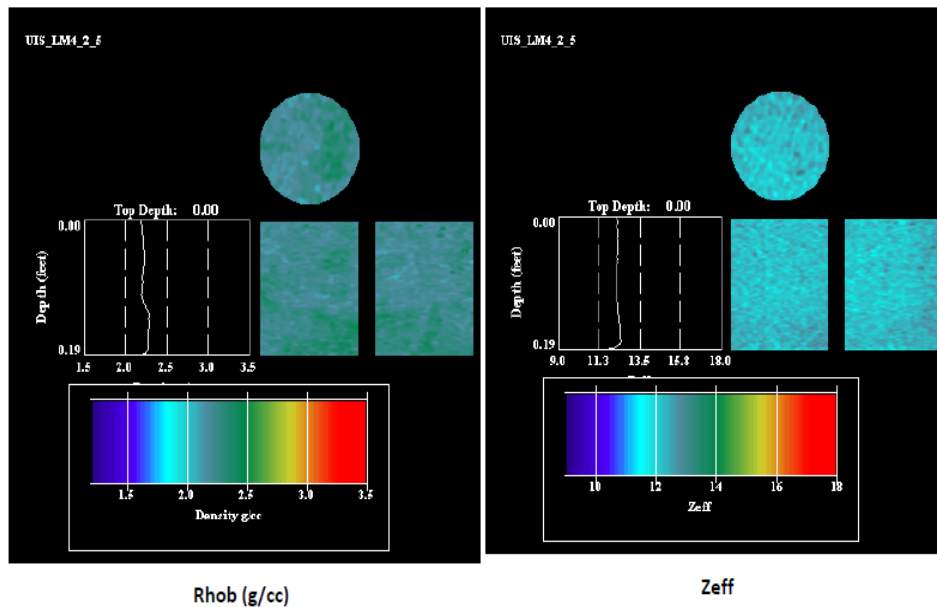 UIS_LM4_2_5
Top Depth: 0.00
0.00
Depth (feet)
0.19
1.5 2.0 2.5 3.0 3.5
1.5 2.0 2.5 3.0 3.5
Density g/cc
Rhob (g/cc)
UIS_LM4_2_5
Top Depth: 0.00
0.00
Depth (feet)
0.19
9.0 11.3 13.5 15.8 18.0
10 12 14 16 18
Zeff
Zeff